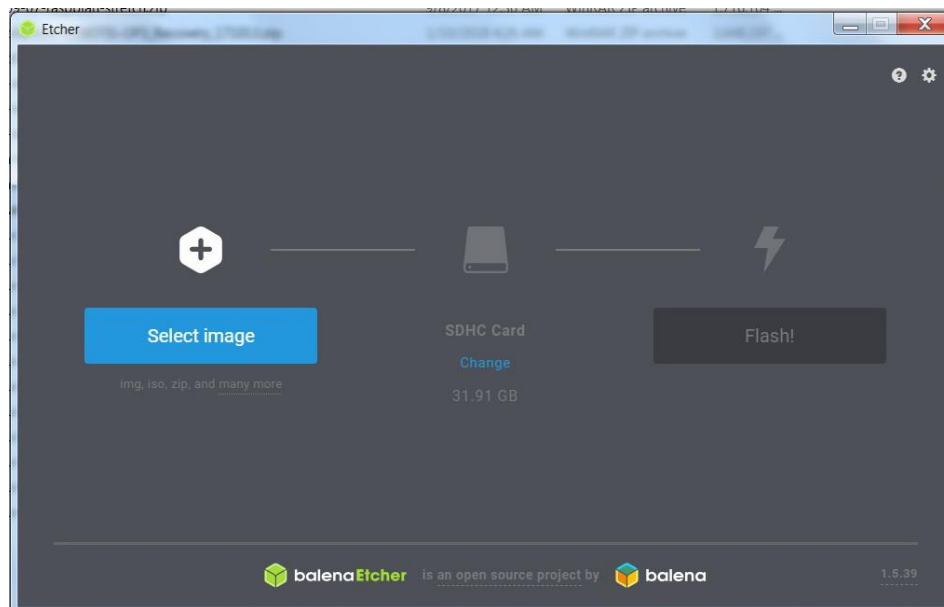 Etcher
Select image
img, iso, zip, and many more
SDHC Card
Change
31.91 GB
Flash!
balenaEtcher is an open source project by balena
1.5.39